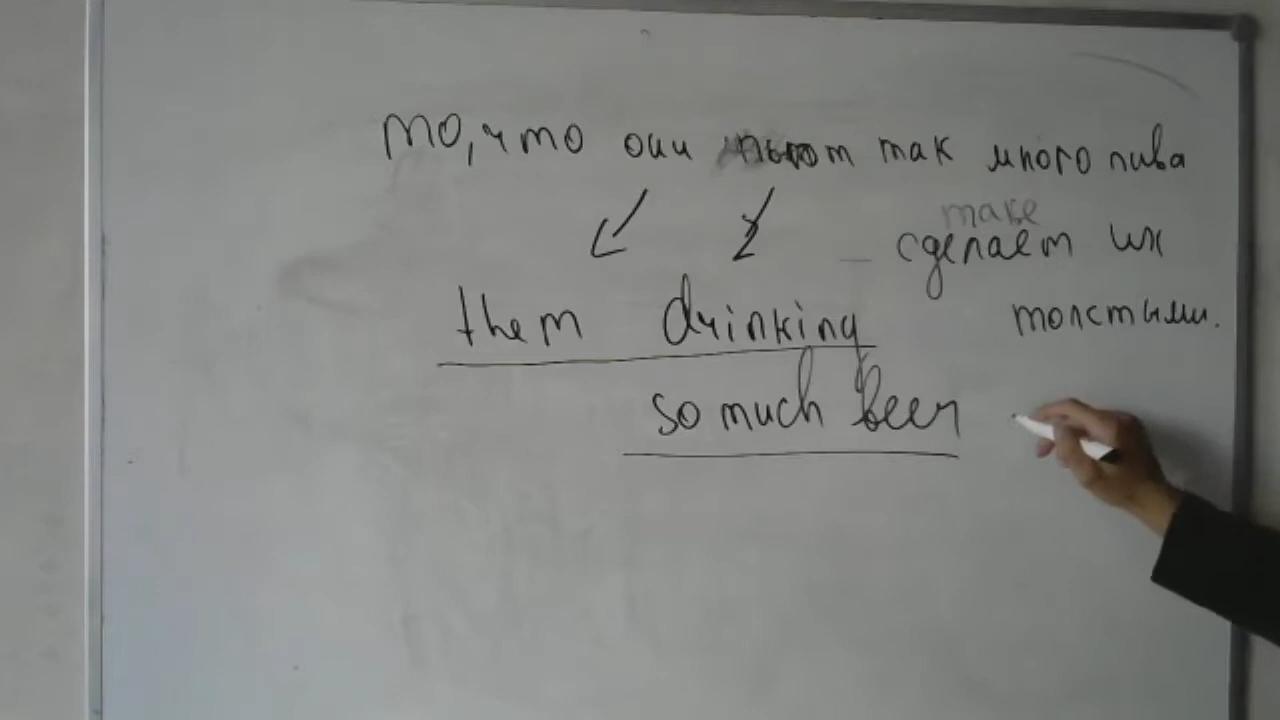 то, что они пьют так много пива
make
сделает их
толстыми.
them drinking
so much beer